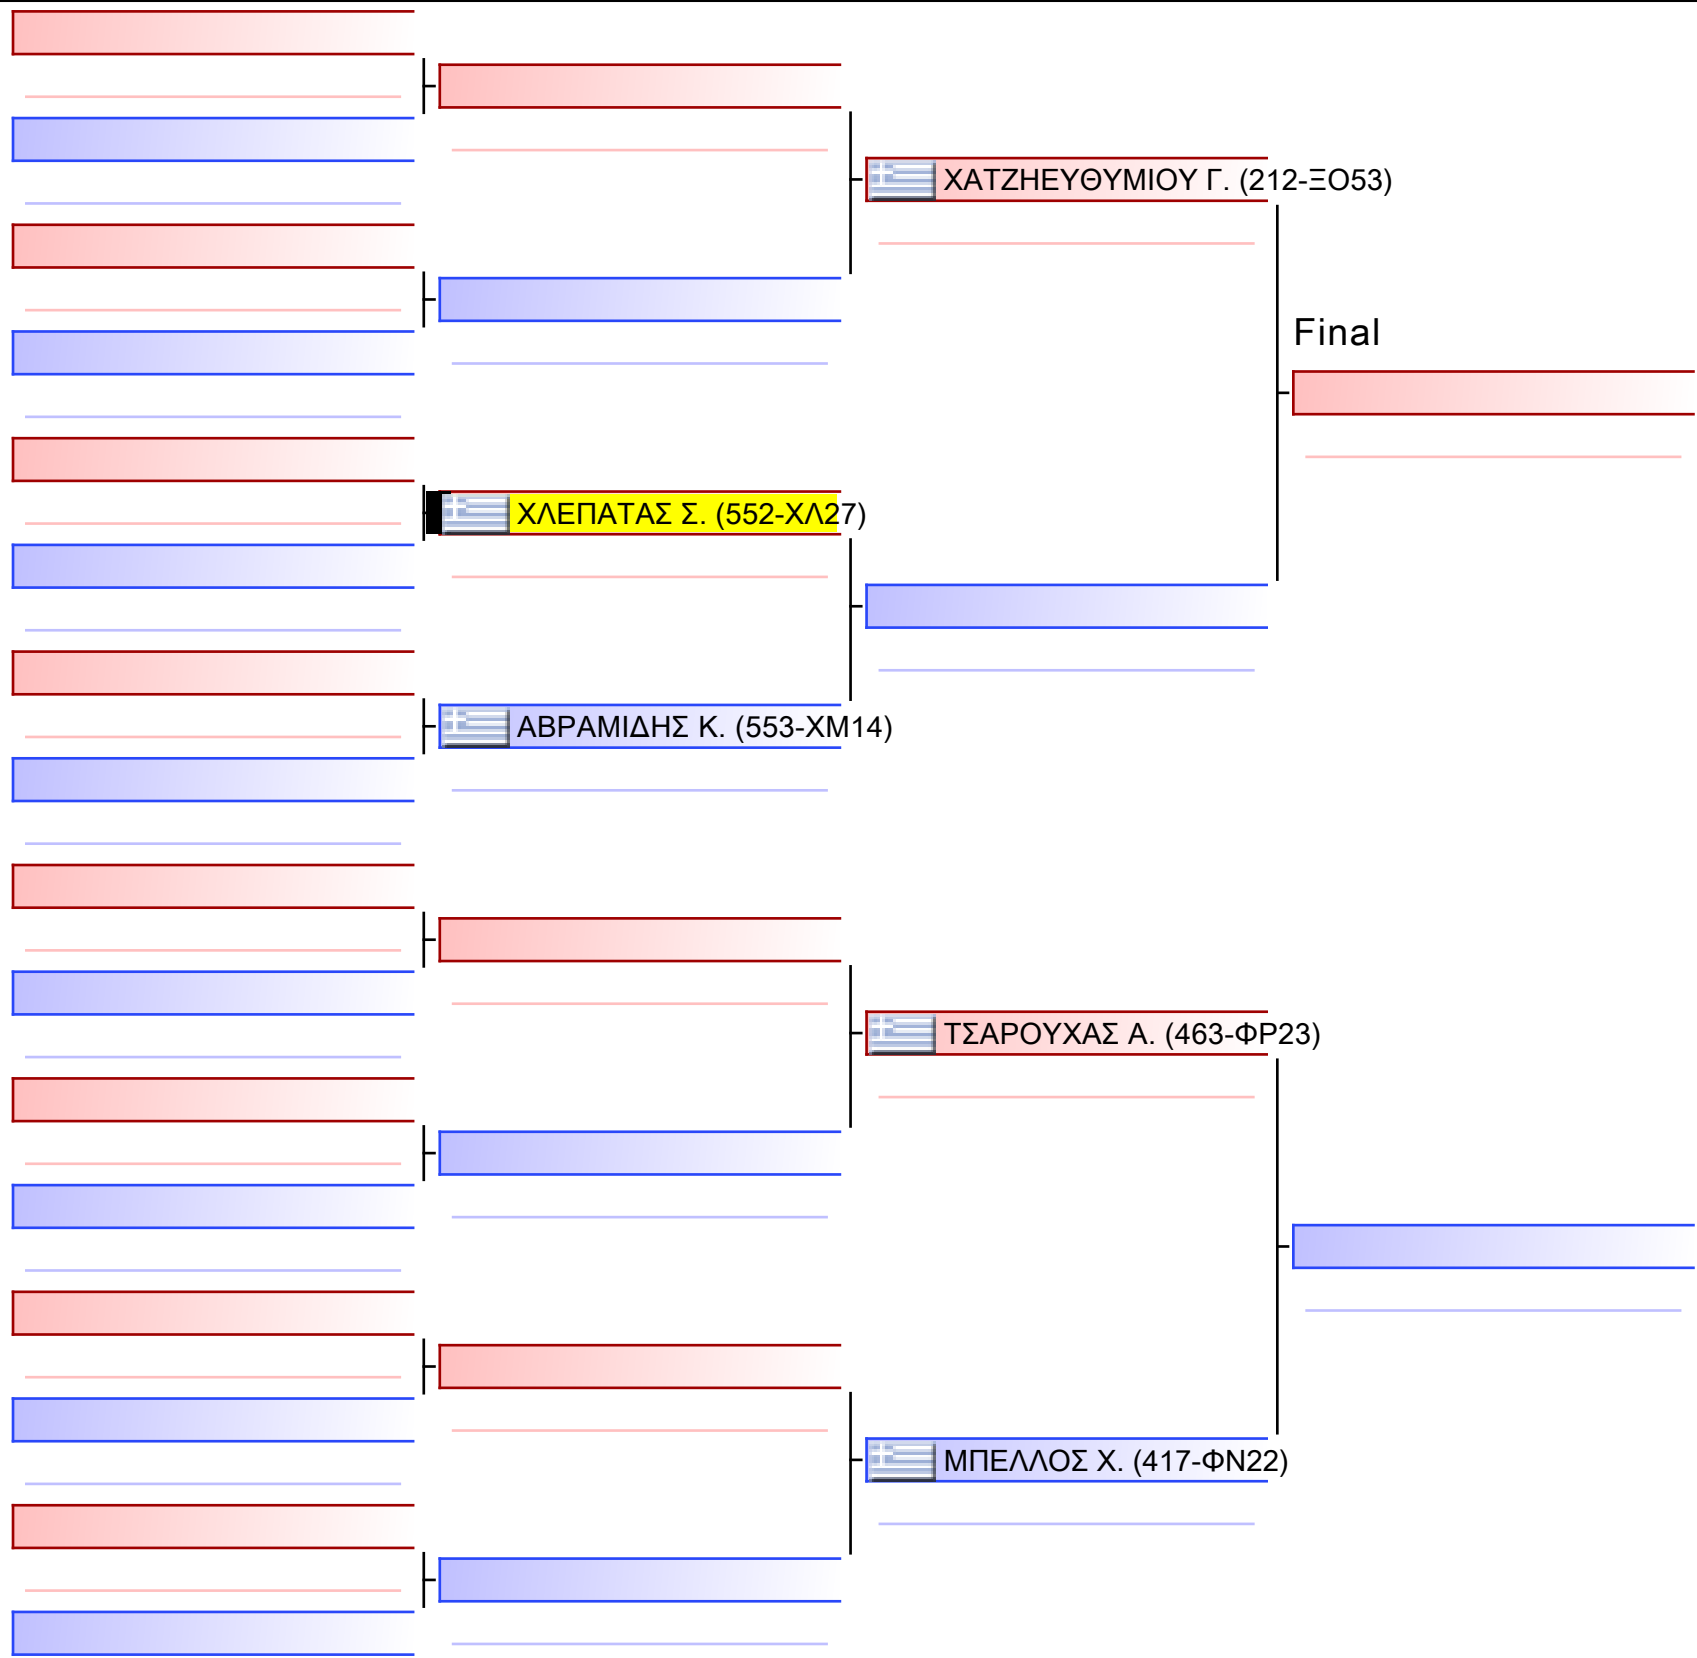 ΧΑΤΖΗΕΥΘΥΜΙΟΥ Γ. (212-ΞΟ53)
Final
ΧΛΕΠΑΤΑΣ Σ. (552-ΧΛ27)
ΑΒΡΑΜΙΔΗΣ Κ. (553-ΧΜ14)
ΤΣΑΡΟΥΧΑΣ Α. (463-ΦΡ23)
ΜΠΕΛΛΟΣ Χ. (417-ΦΝ22)